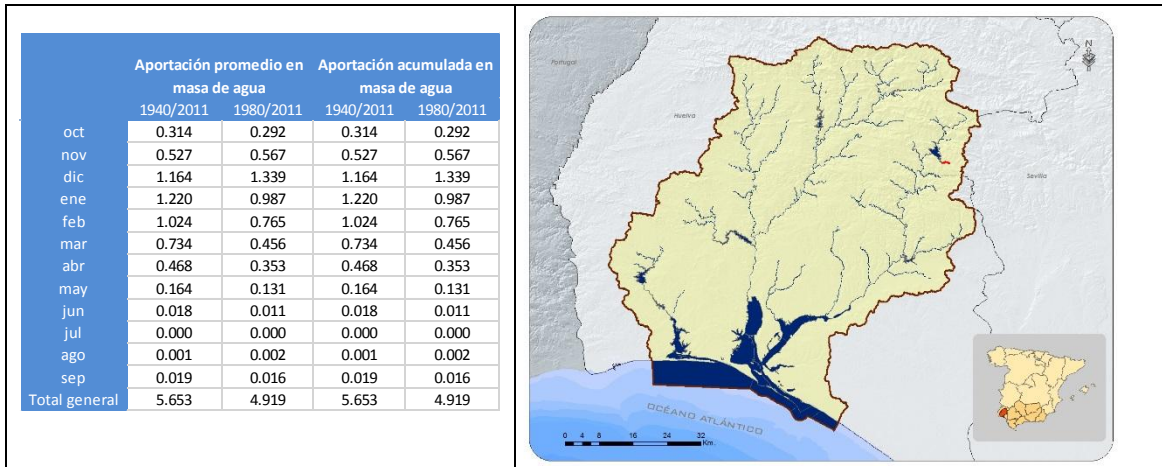 Aportación promedio en masa de agua Aportación acumulada en masa de agua
1940/2011 1980/2011 1940/2011 1980/2011
oct 0.314 0.292 0.314 0.292
nov 0.527 0.567 0.527 0.567
dic 1.164 1.339 1.164 1.339
ene 1.220 0.987 1.220 0.987
feb 1.024 0.765 1.024 0.765
mar 0.734 0.456 0.734 0.456
abr 0.468 0.353 0.468 0.353
may 0.164 0.131 0.164 0.131
jun 0.018 0.011 0.018 0.011
jul 0.000 0.000 0.000 0.000
ago 0.001 0.002 0.001 0.002
sep 0.019 0.016 0.019 0.016
Total general 5.653 4.919 5.653 4.919
Portugal
Huelva
Sevilla
N
OCÉANO ATLÁNTICO
0 4 8 16 24 32
Km.